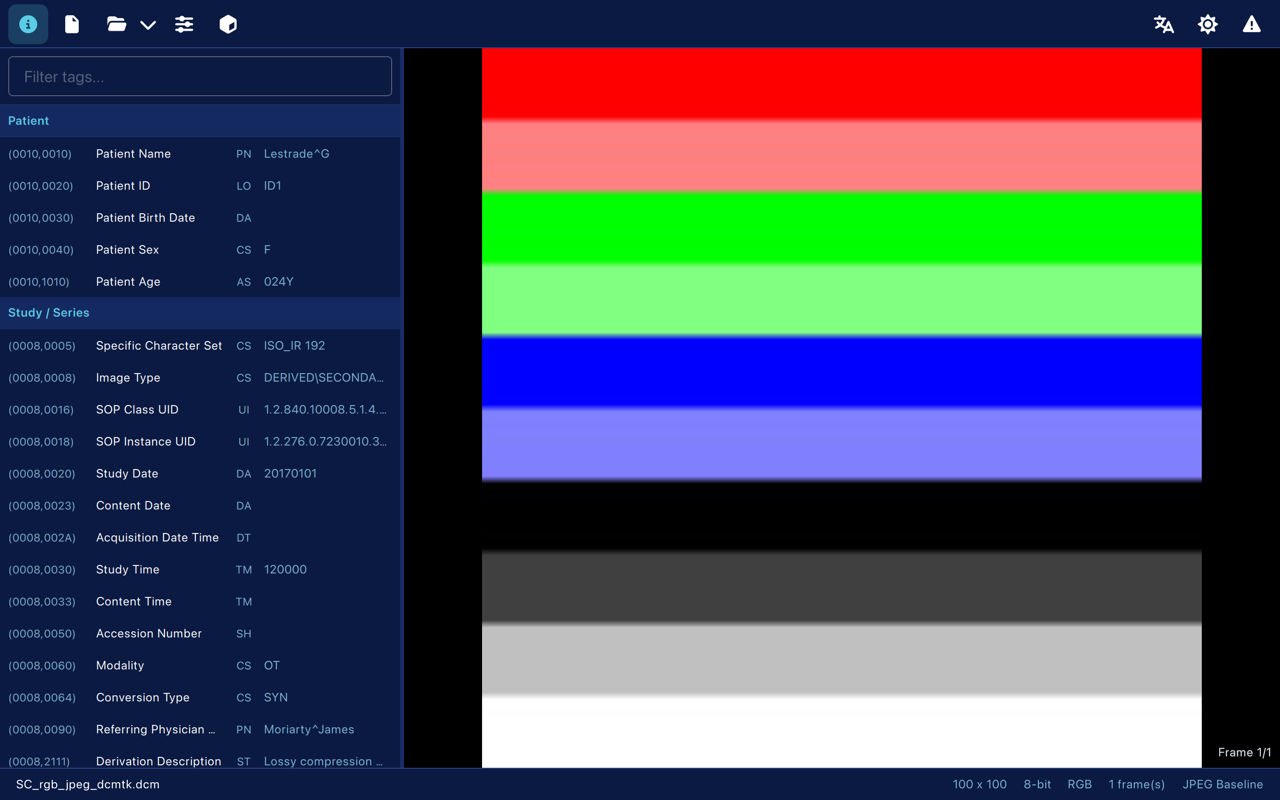 Filter tags...
Patient
(0010,0010) Patient Name PN Lestrade^G
(0010,0020) Patient ID LO ID1
(0010,0030) Patient Birth Date DA
(0010,0040) Patient Sex CS F
(0010,1010) Patient Age AS 024Y
Study / Series
(0008,0005) Specific Character Set CS ISO_IR 192
(0008,0008) Image Type CS DERIVED\SECONDA...
(0008,0016) SOP Class UID UI 1.2.840.10008.5.1.4....
(0008,0018) SOP Instance UID UI 1.2.276.0.7230010.3...
(0008,0020) Study Date DA 20170101
(0008,0023) Content Date DA
(0008,002A) Acquisition Date Time DT
(0008,0030) Study Time TM 120000
(0008,0033) Content Time TM
(0008,0050) Accession Number SH
(0008,0060) Modality CS OT
(0008,0064) Conversion Type CS SYN
(0008,0090) Referring Physician ... PN Moriarty^James
(0008,2111) Derivation Description ST Lossy compression ...
Frame 1/1
SC_rgb_jpeg_dcmtk.dcm 100 x 100 8-bit RGB 1 frame(s) JPEG Baseline